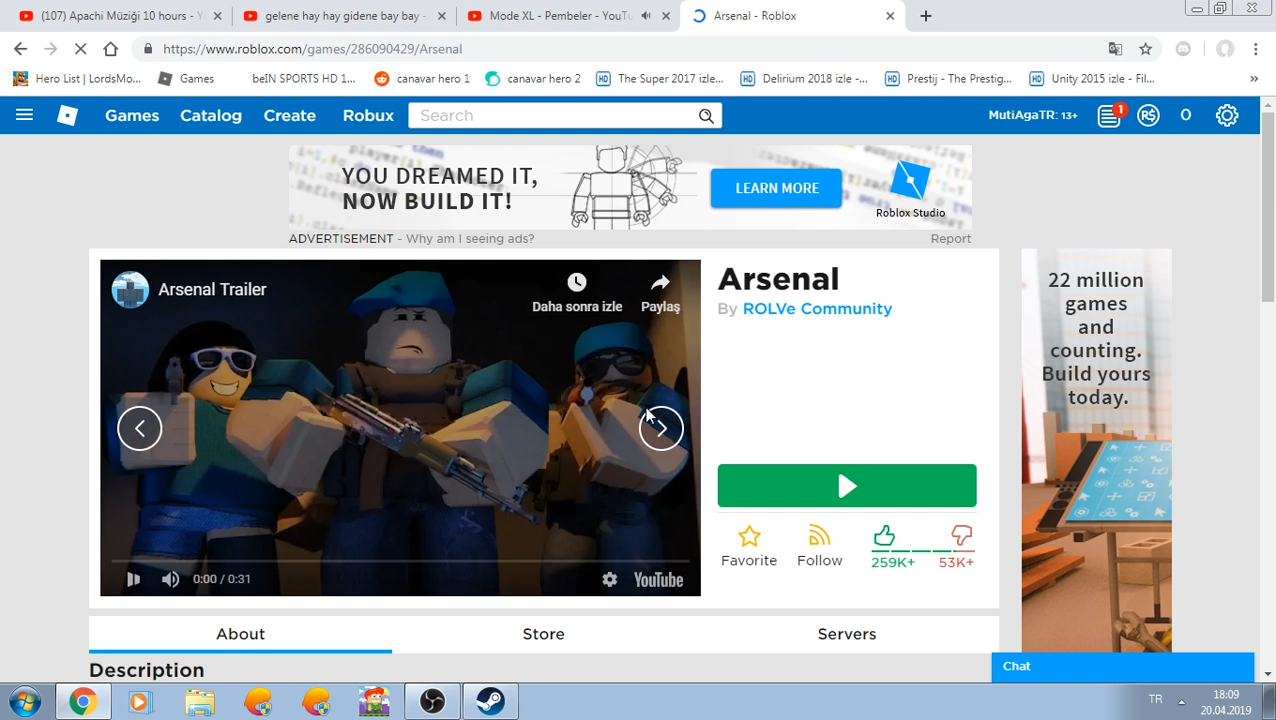 (107) Apachi Müziği 10 hours - Y
gelene hay hay gidene bay bay -
Mode XL - Pembeler - YouTu
Arsenal - Roblox
https://www.roblox.com/games/286090429/Arsenal
Hero List | LordsMo...
Games
beIN SPORTS HD 1...
canavar hero 1
canavar hero 2
HD The Super 2017 izle...
HD Delirium 2018 izle -...
HD Prestij - The Prestig...
HD Unity 2015 izle - Fil...
»
Games
Catalog
Create
Robux
Search
MutiAgaTR: 13+
1
R$
0
YOU DREAMED IT,
NOW BUILD IT!
LEARN MORE
Roblox Studio
ADVERTISEMENT - Why am I seeing ads?
Report
Arsenal Trailer
Daha sonra izle
Paylaş
0:00 / 0:31
YouTube
Arsenal
By ROLVe Community
Favorite
Follow
259K+
53K+
22 million
games
and
counting.
Build yours
today.
About
Store
Servers
Description
Chat
TR
18:09
20.04.2019